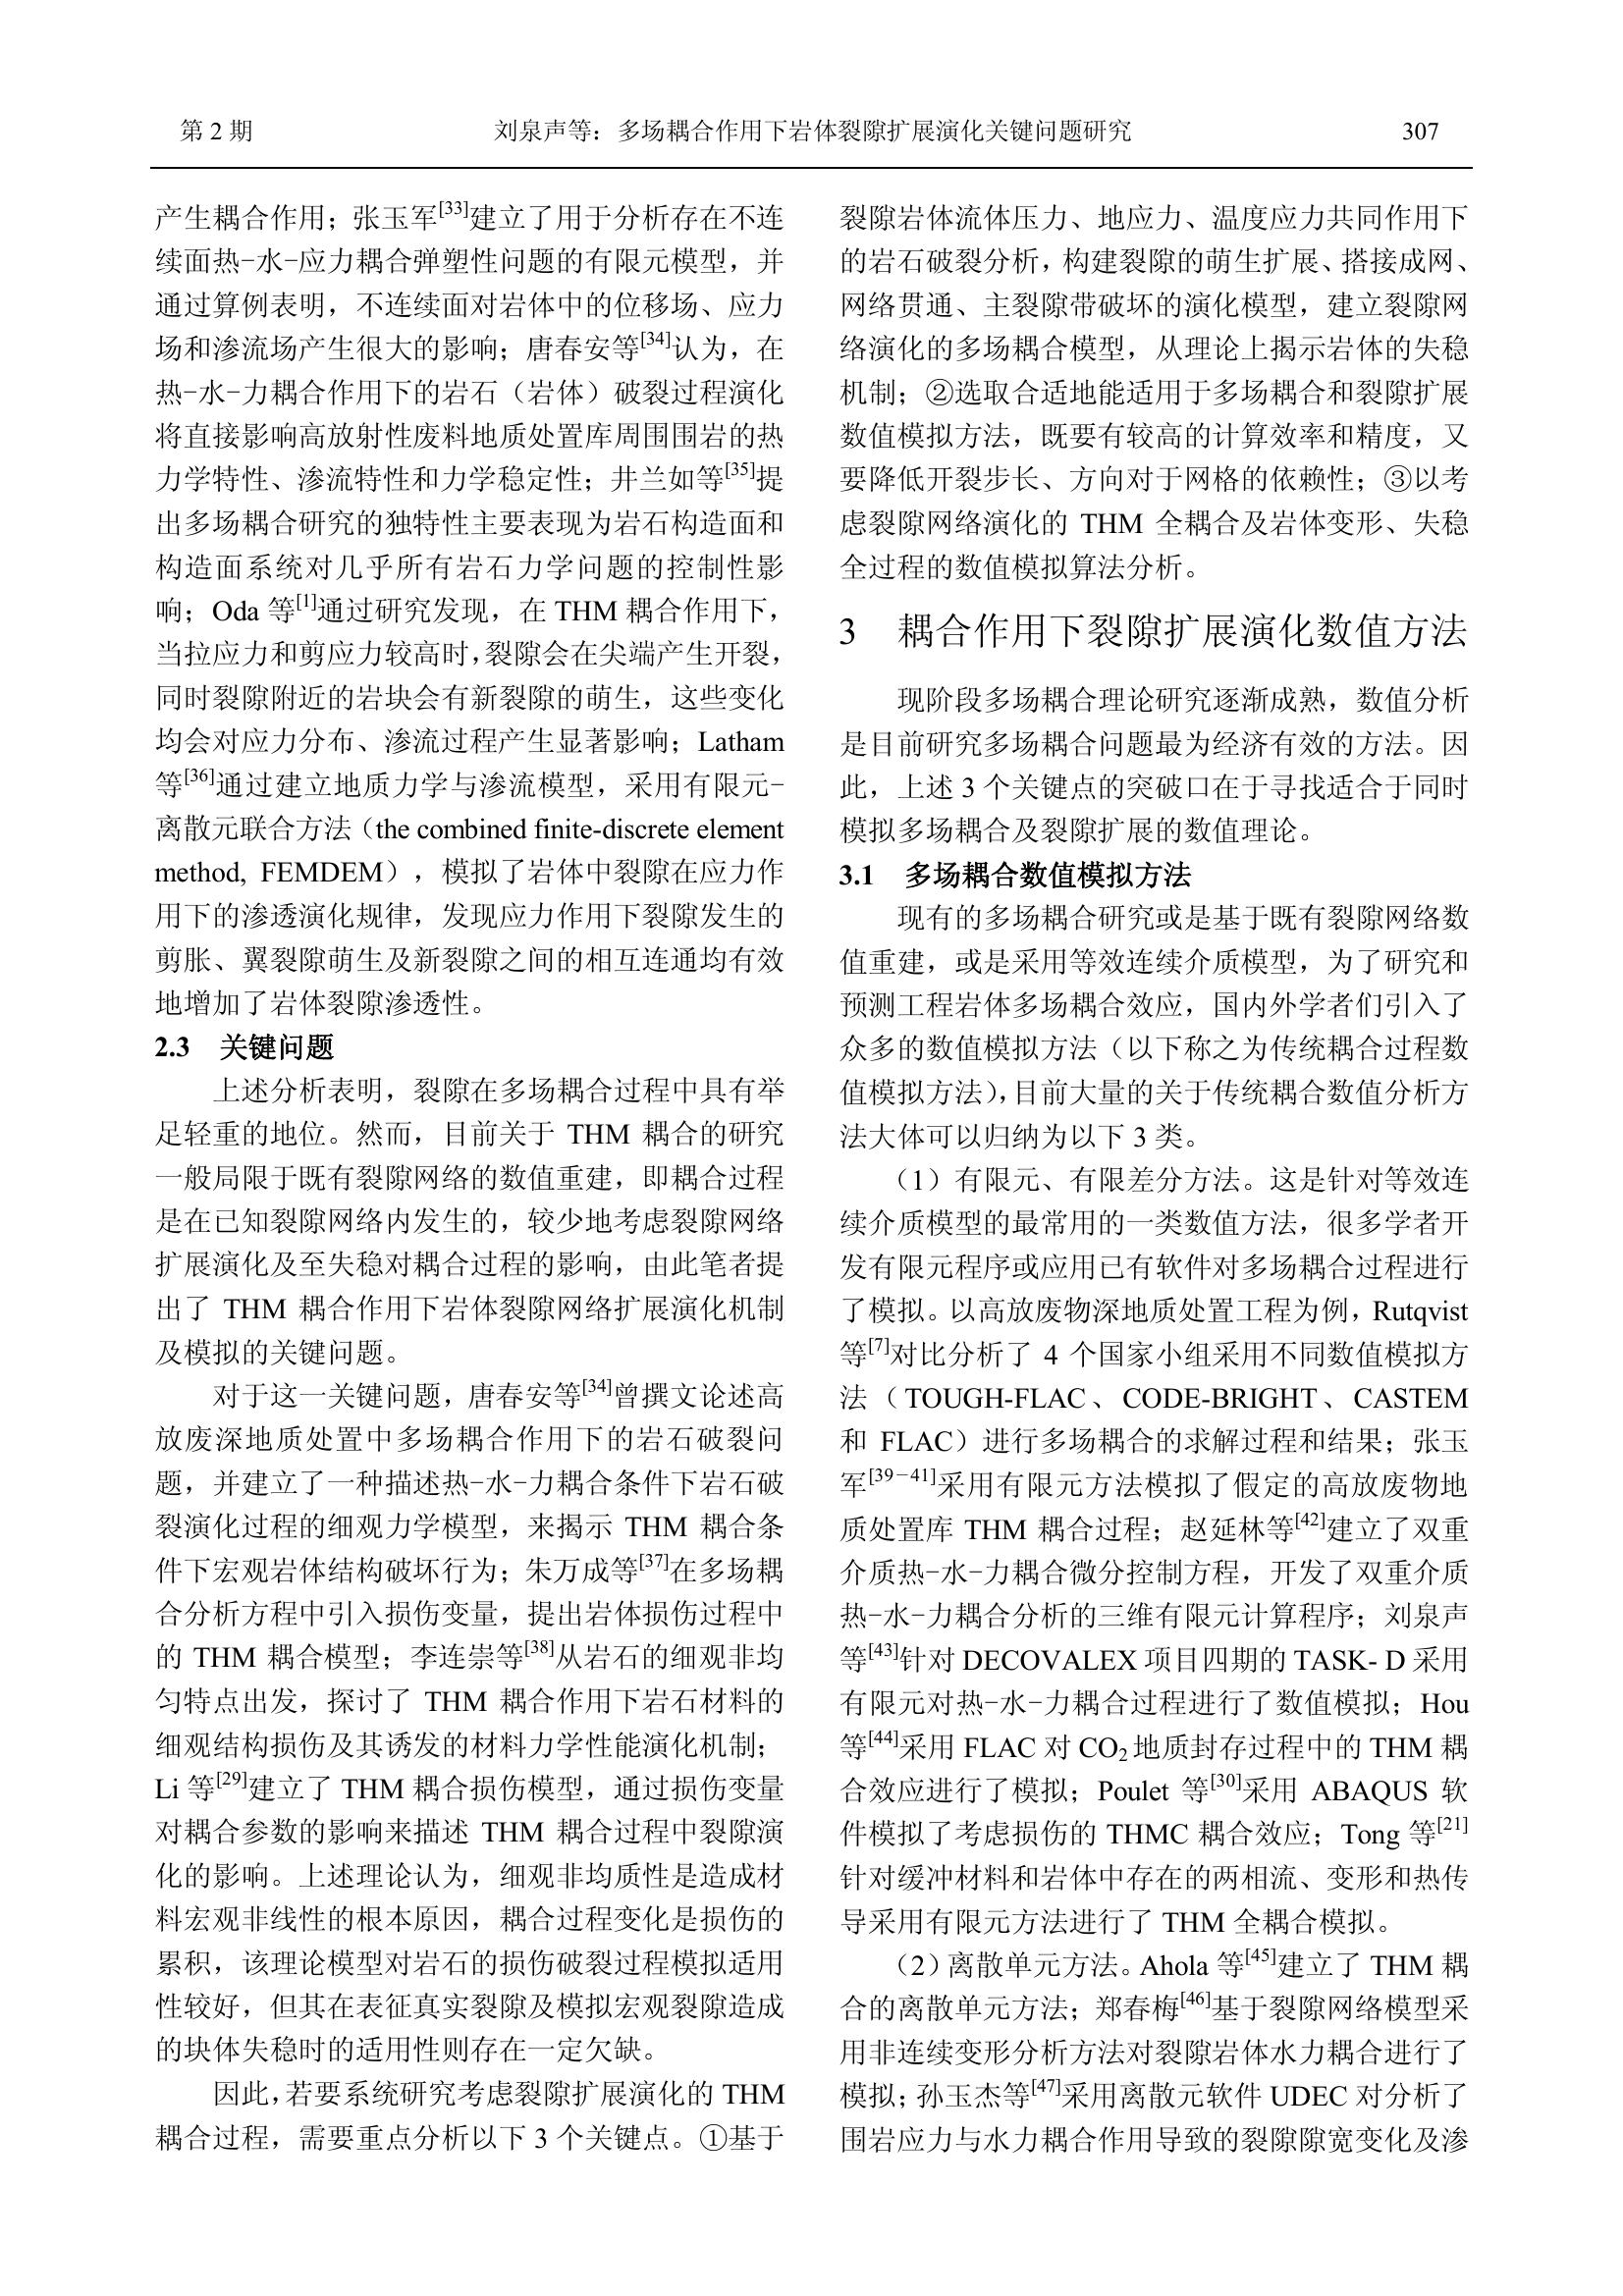 第 2 期 刘泉声等：多场耦合作用下岩体裂隙扩展演化关键问题研究 307
产生耦合作用；张玉军[33]建立了用于分析存在不连
续面热-水-应力耦合弹塑性问题的有限元模型，并
通过算例表明，不连续面对岩体中的位移场、应力
场和渗流场产生很大的影响；唐春安等[34]认为，在
热-水-力耦合作用下的岩石（岩体）破裂过程演化
将直接影响高放射性废料地质处置库周围围岩的热
力学特性、渗流特性和力学稳定性；井兰如等[35]提
出多场耦合研究的独特性主要表现为岩石构造面和
构造面系统对几乎所有岩石力学问题的控制性影
响；Oda 等[1]通过研究发现，在 THM 耦合作用下，
当拉应力和剪应力较高时，裂隙会在尖端产生开裂，
同时裂隙附近的岩块会有新裂隙的萌生，这些变化
均会对应力分布、渗流过程产生显著影响；Latham
等[36]通过建立地质力学与渗流模型，采用有限元-
离散元联合方法（the combined finite-discrete element
method, FEMDEM），模拟了岩体中裂隙在应力作
用下的渗透演化规律，发现应力作用下裂隙发生的
剪胀、翼裂隙萌生及新裂隙之间的相互连通均有效
地增加了岩体裂隙渗透性。
2.3 关键问题
上述分析表明，裂隙在多场耦合过程中具有举
足轻重的地位。然而，目前关于 THM 耦合的研究
一般局限于既有裂隙网络的数值重建，即耦合过程
是在已知裂隙网络内发生的，较少地考虑裂隙网络
扩展演化及至失稳对耦合过程的影响，由此笔者提
出了 THM 耦合作用下岩体裂隙网络扩展演化机制
及模拟的关键问题。
对于这一关键问题，唐春安等[34]曾撰文论述高
放废深地质处置中多场耦合作用下的岩石破裂问
题，并建立了一种描述热-水-力耦合条件下岩石破
裂演化过程的细观力学模型，来揭示 THM 耦合条
件下宏观岩体结构破坏行为；朱万成等[37]在多场耦
合分析方程中引入损伤变量，提出岩体损伤过程中
的 THM 耦合模型；李连崇等[38]从岩石的细观非均
匀特点出发，探讨了 THM 耦合作用下岩石材料的
细观结构损伤及其诱发的材料力学性能演化机制；
Li 等[29]建立了 THM 耦合损伤模型，通过损伤变量
对耦合参数的影响来描述 THM 耦合过程中裂隙演
化的影响。上述理论认为，细观非均质性是造成材
料宏观非线性的根本原因，耦合过程变化是损伤的
累积，该理论模型对岩石的损伤破裂过程模拟适用
性较好，但其在表征真实裂隙及模拟宏观裂隙造成
的块体失稳时的适用性则存在一定欠缺。
因此，若要系统研究考虑裂隙扩展演化的 THM
耦合过程，需要重点分析以下 3 个关键点。①基于
裂隙岩体流体压力、地应力、温度应力共同作用下
的岩石破裂分析，构建裂隙的萌生扩展、搭接成网、
网络贯通、主裂隙带破坏的演化模型，建立裂隙网
络演化的多场耦合模型，从理论上揭示岩体的失稳
机制；②选取合适地能适用于多场耦合和裂隙扩展
数值模拟方法，既要有较高的计算效率和精度，又
要降低开裂步长、方向对于网格的依赖性；③以考
虑裂隙网络演化的 THM 全耦合及岩体变形、失稳
全过程的数值模拟算法分析。
3 耦合作用下裂隙扩展演化数值方法
现阶段多场耦合理论研究逐渐成熟，数值分析
是目前研究多场耦合问题最为经济有效的方法。因
此，上述 3 个关键点的突破口在于寻找适合于同时
模拟多场耦合及裂隙扩展的数值理论。
3.1 多场耦合数值模拟方法
现有的多场耦合研究或是基于既有裂隙网络数
值重建，或是采用等效连续介质模型，为了研究和
预测工程岩体多场耦合效应，国内外学者们引入了
众多的数值模拟方法（以下称之为传统耦合过程数
值模拟方法），目前大量的关于传统耦合数值分析方
法大体可以归纳为以下 3 类。
（1）有限元、有限差分方法。这是针对等效连
续介质模型的最常用的一类数值方法，很多学者开
发有限元程序或应用已有软件对多场耦合过程进行
了模拟。以高放废物深地质处置工程为例，Rutqvist
等[7]对比分析了 4 个国家小组采用不同数值模拟方
法（TOUGH-FLAC、CODE-BRIGHT、CASTEM
和 FLAC）进行多场耦合的求解过程和结果；张玉
军[39-41]采用有限元方法模拟了假定的高放废物地
质处置库 THM 耦合过程；赵延林等[42]建立了双重
介质热-水-力耦合微分控制方程，开发了双重介质
热-水-力耦合分析的三维有限元计算程序；刘泉声
等[43]针对 DECOVALEX 项目四期的 TASK- D 采用
有限元对热-水-力耦合过程进行了数值模拟；Hou
等[44]采用 FLAC 对 CO2 地质封存过程中的 THM 耦
合效应进行了模拟；Poulet 等[30]采用 ABAQUS 软
件模拟了考虑损伤的 THMC 耦合效应；Tong 等[21]
针对缓冲材料和岩体中存在的两相流、变形和热传
导采用有限元方法进行了 THM 全耦合模拟。
（2）离散单元方法。Ahola 等[45]建立了 THM 耦
合的离散单元方法；郑春梅[46]基于裂隙网络模型采
用非连续变形分析方法对裂隙岩体水力耦合进行了
模拟；孙玉杰等[47]采用离散元软件 UDEC 对分析了
围岩应力与水力耦合作用导致的裂隙隙宽变化及渗